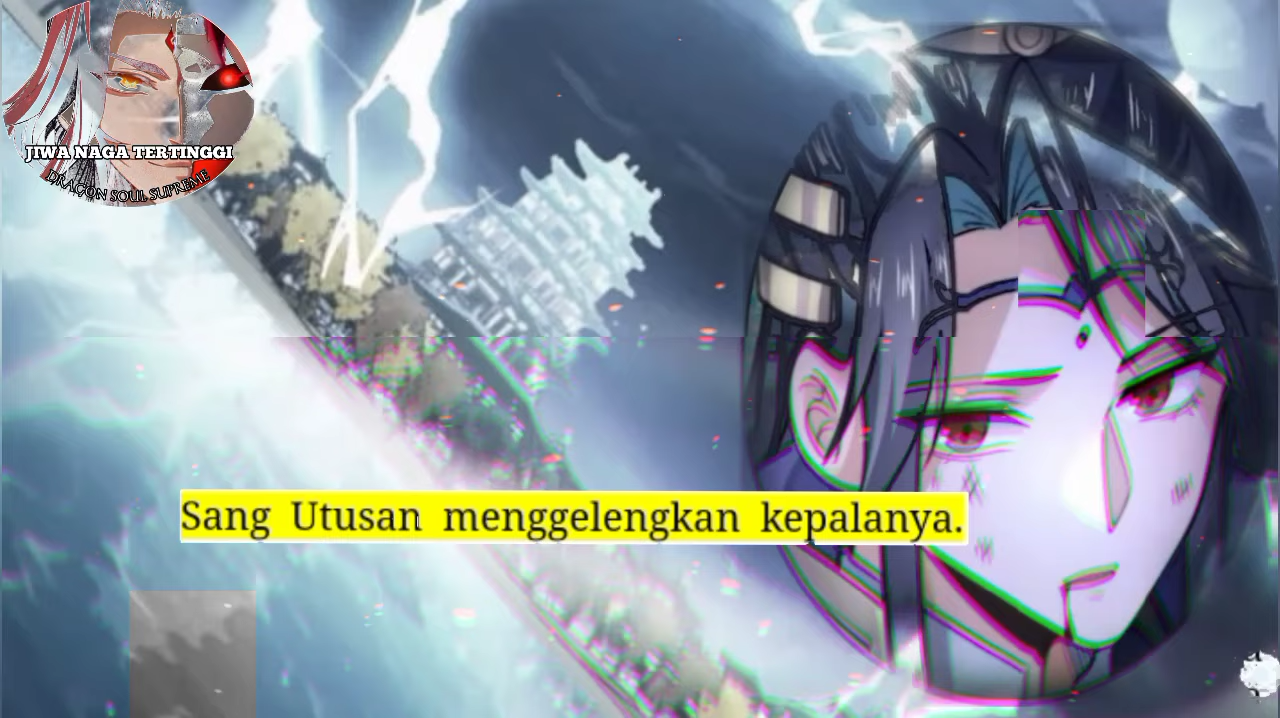 JIWA NAGA TERTINGGI
DRAGON SOUL SUPREME
Sang Utusan menggelengkan kepalanya.